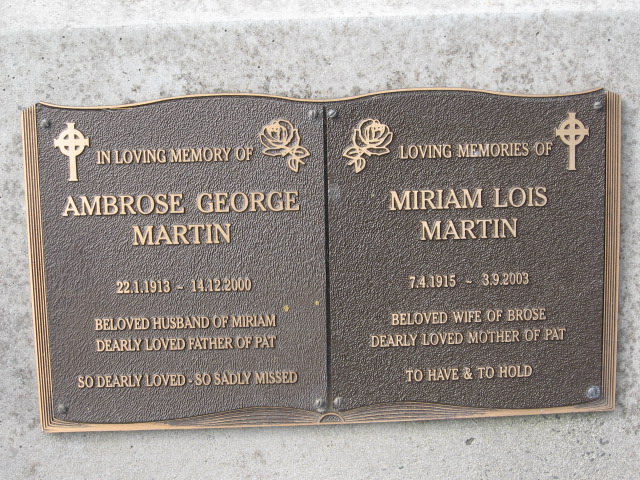 IN LOVING MEMORY OF
AMBROSE GEORGE
MARTIN
22.1.1913 ~ 14.12.2000
BELOVED HUSBAND OF MIRIAM
DEARLY LOVED FATHER OF PAT
SO DEARLY LOVED - SO SADLY MISSED
LOVING MEMORIES OF
MIRIAM LOIS
MARTIN
7.4.1915 ~ 3.9.2003
BELOVED WIFE OF BROSE
DEARLY LOVED MOTHER OF PAT
TO HAVE & TO HOLD